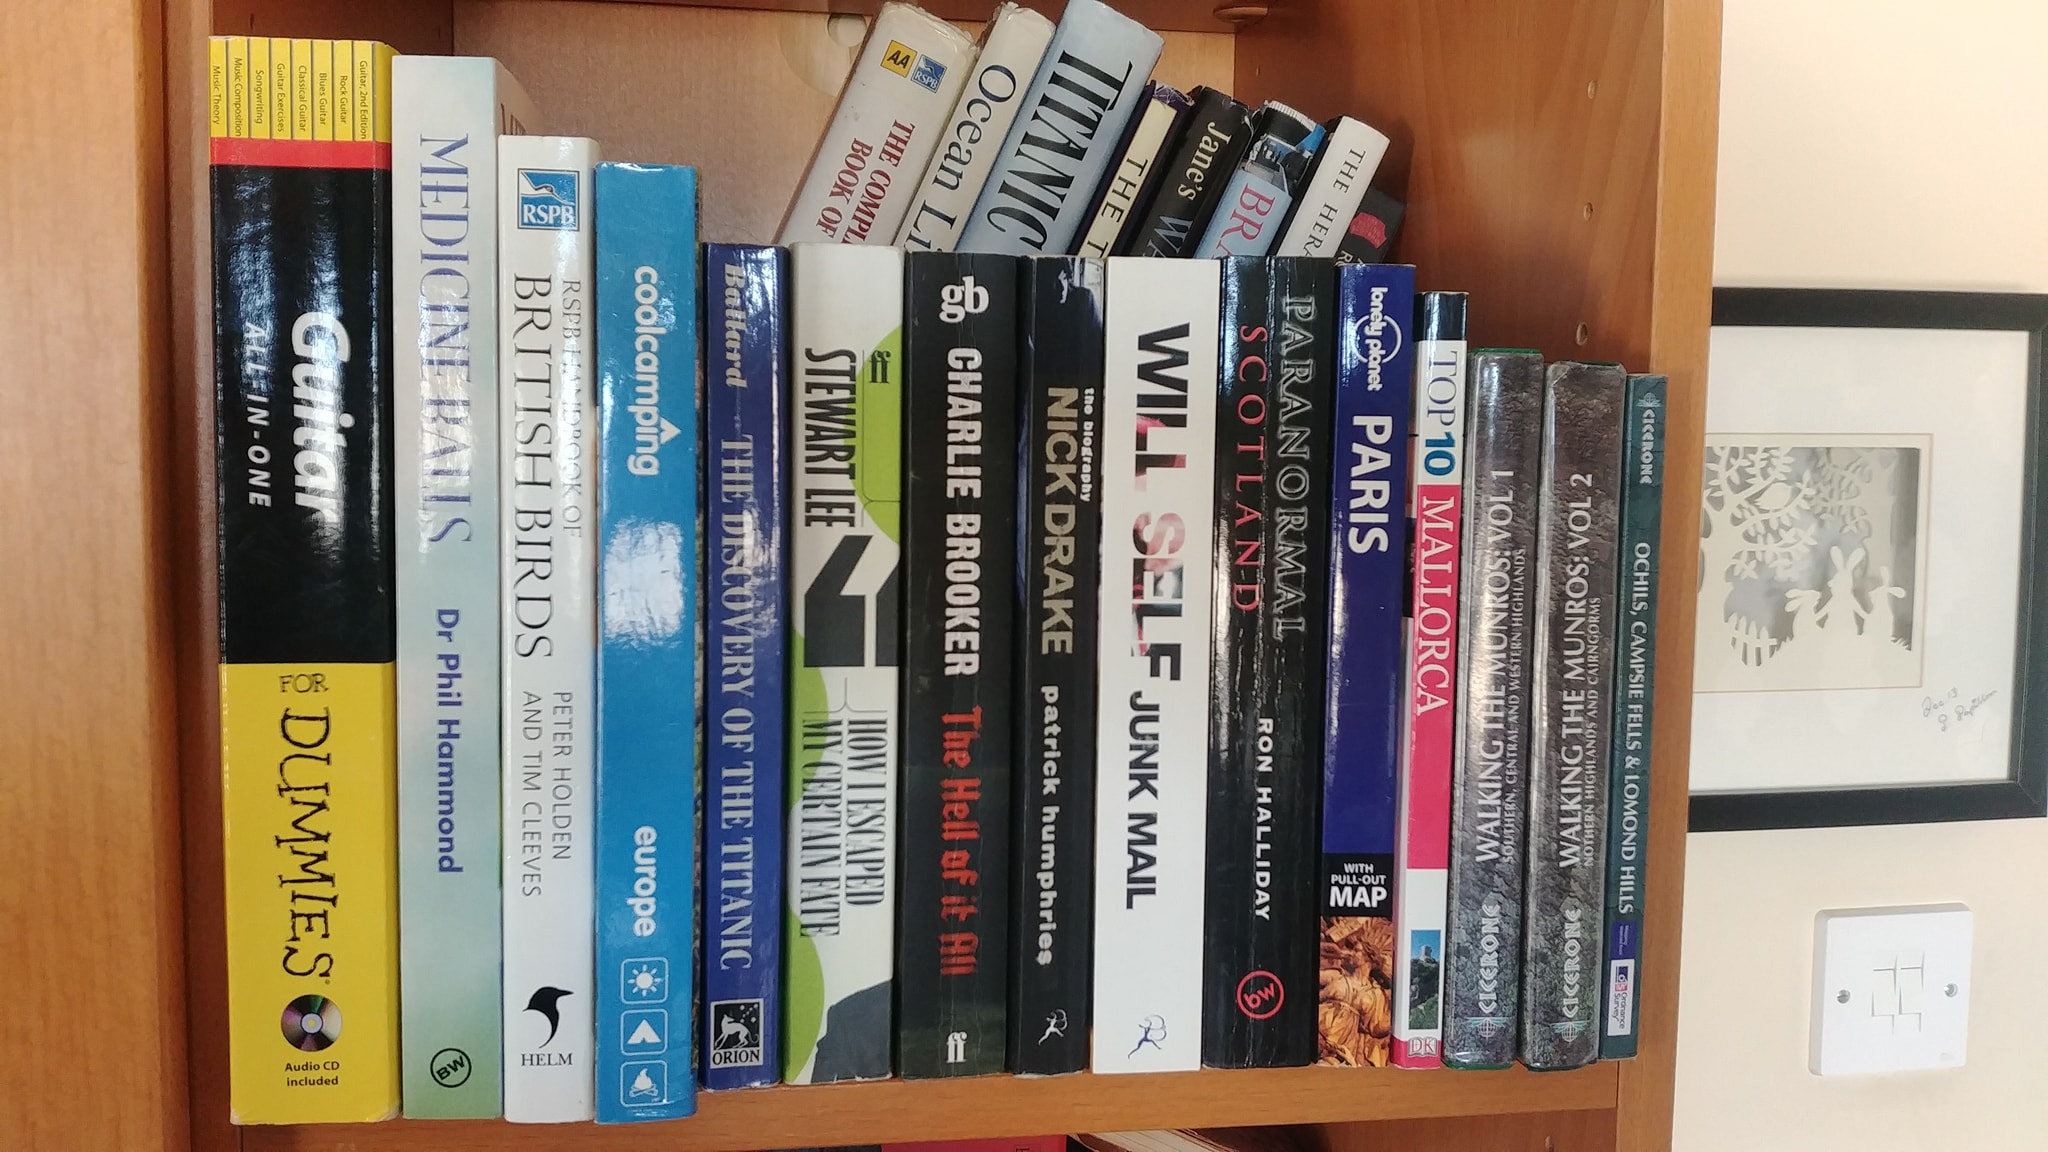 Music Theory
Music Composition
Songwriting
Guitar Exercises
Classical Guitar
Blues Guitar
Rock Guitar
Guitar, 2nd Edition
Guitar
ALL-IN-ONE
FOR
DUMMIES
Audio CD
included
MEDICINE BALLS
Dr Phil Hammond
BW
RSPB
RSPB HANDBOOK OF
BRITISH BIRDS
PETER HOLDEN
AND TIM CLEEVES
HELM
coolcamping
europe
Ballard
THE DISCOVERY OF THE TITANIC
ORION
ff
STEWART LEE
HOW I ESCAPED
MY CERTAIN FATE
CHARLIE BROOKER
The Hell of it All
ff
the biography
NICK DRAKE
patrick humphries
WILL SELF
JUNK MAIL
PARANORMAL
SCOTLAND
RON HALLIDAY
lonely planet
PARIS
WITH
PULL-OUT
MAP
TOP 10
MALLORCA
DK
WALKING THE MUNROS: VOL 1
SOUTHERN, CENTRAL AND WESTERN HIGHLANDS
CICERONE
WALKING THE MUNROS: VOL 2
NOTHERN HIGHLANDS AND CAIRNGORMS
CICERONE
CICERONE
OCHILS, CAMPSIE FELLS & LOMOND HILLS
Ordnance
Survey
AA
RSPB
THE
BOOK OF
Ocean
TITANIC
THE
Jane's
THE